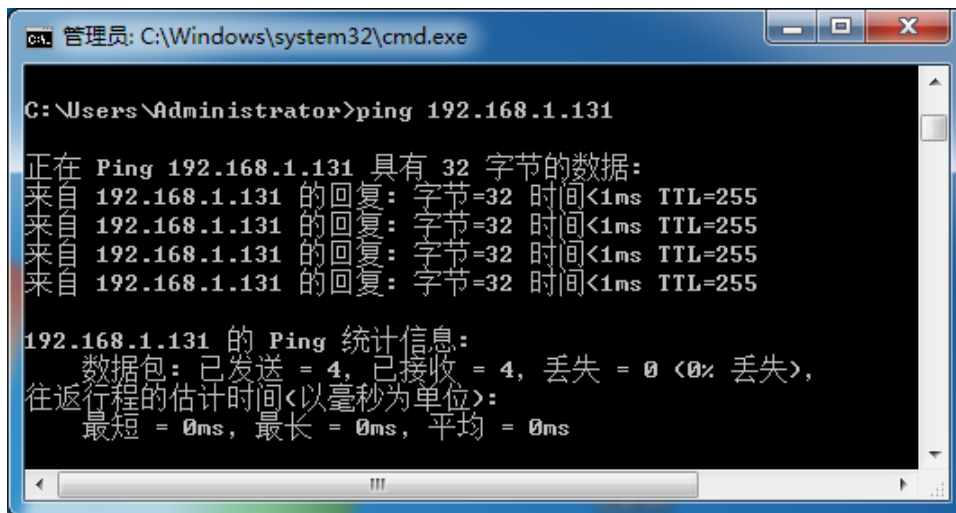 管理员: C:\Windows\system32\cmd.exe
C:\Users\Administrator>ping 192.168.1.131
正在 Ping 192.168.1.131 具有 32 字节的数据:
来自 192.168.1.131 的回复: 字节=32 时间<1ms TTL=255
来自 192.168.1.131 的回复: 字节=32 时间<1ms TTL=255
来自 192.168.1.131 的回复: 字节=32 时间<1ms TTL=255
来自 192.168.1.131 的回复: 字节=32 时间<1ms TTL=255
192.168.1.131 的 Ping 统计信息:
数据包: 已发送 = 4, 已接收 = 4, 丢失 = 0 (0% 丢失),
往返行程的估计时间(以毫秒为单位):
最短 = 0ms, 最长 = 0ms, 平均 = 0ms